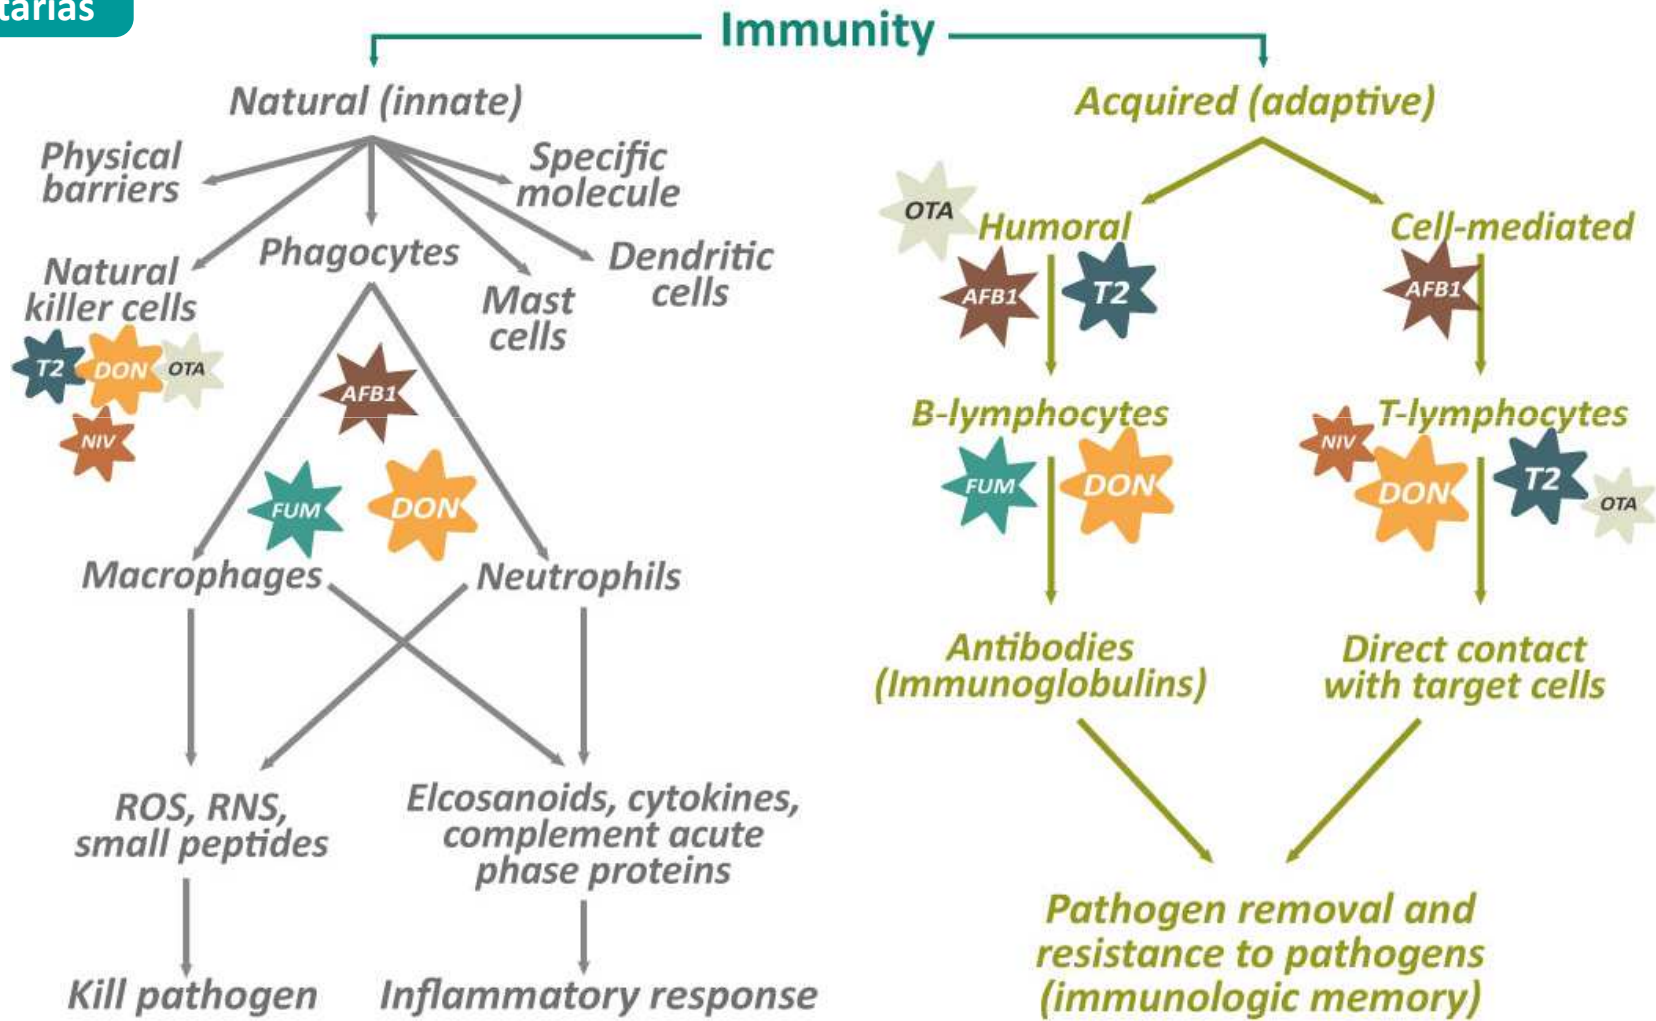 tarias
Immunity
Natural (innate)
Physical
barriers
Specific
molecule
Phagocytes
Natural
killer cells
Mast
cells
Dendritic
cells
T2
DON
OTA
NIV
AFB1
FUM
DON
Macrophages
Neutrophils
ROS, RNS,
small peptides
Elcosanoids, cytokines,
complement acute
phase proteins
Kill pathogen
Inflammatory response
Acquired (adaptive)
OTA
Humoral
AFB1
T2
Cell-mediated
AFB1
B-lymphocytes
FUM
DON
T-lymphocytes
NIV
DON
T2
OTA
Antibodies
(Immunoglobulins)
Direct contact
with target cells
Pathogen removal and
resistance to pathogens
(immunologic memory)